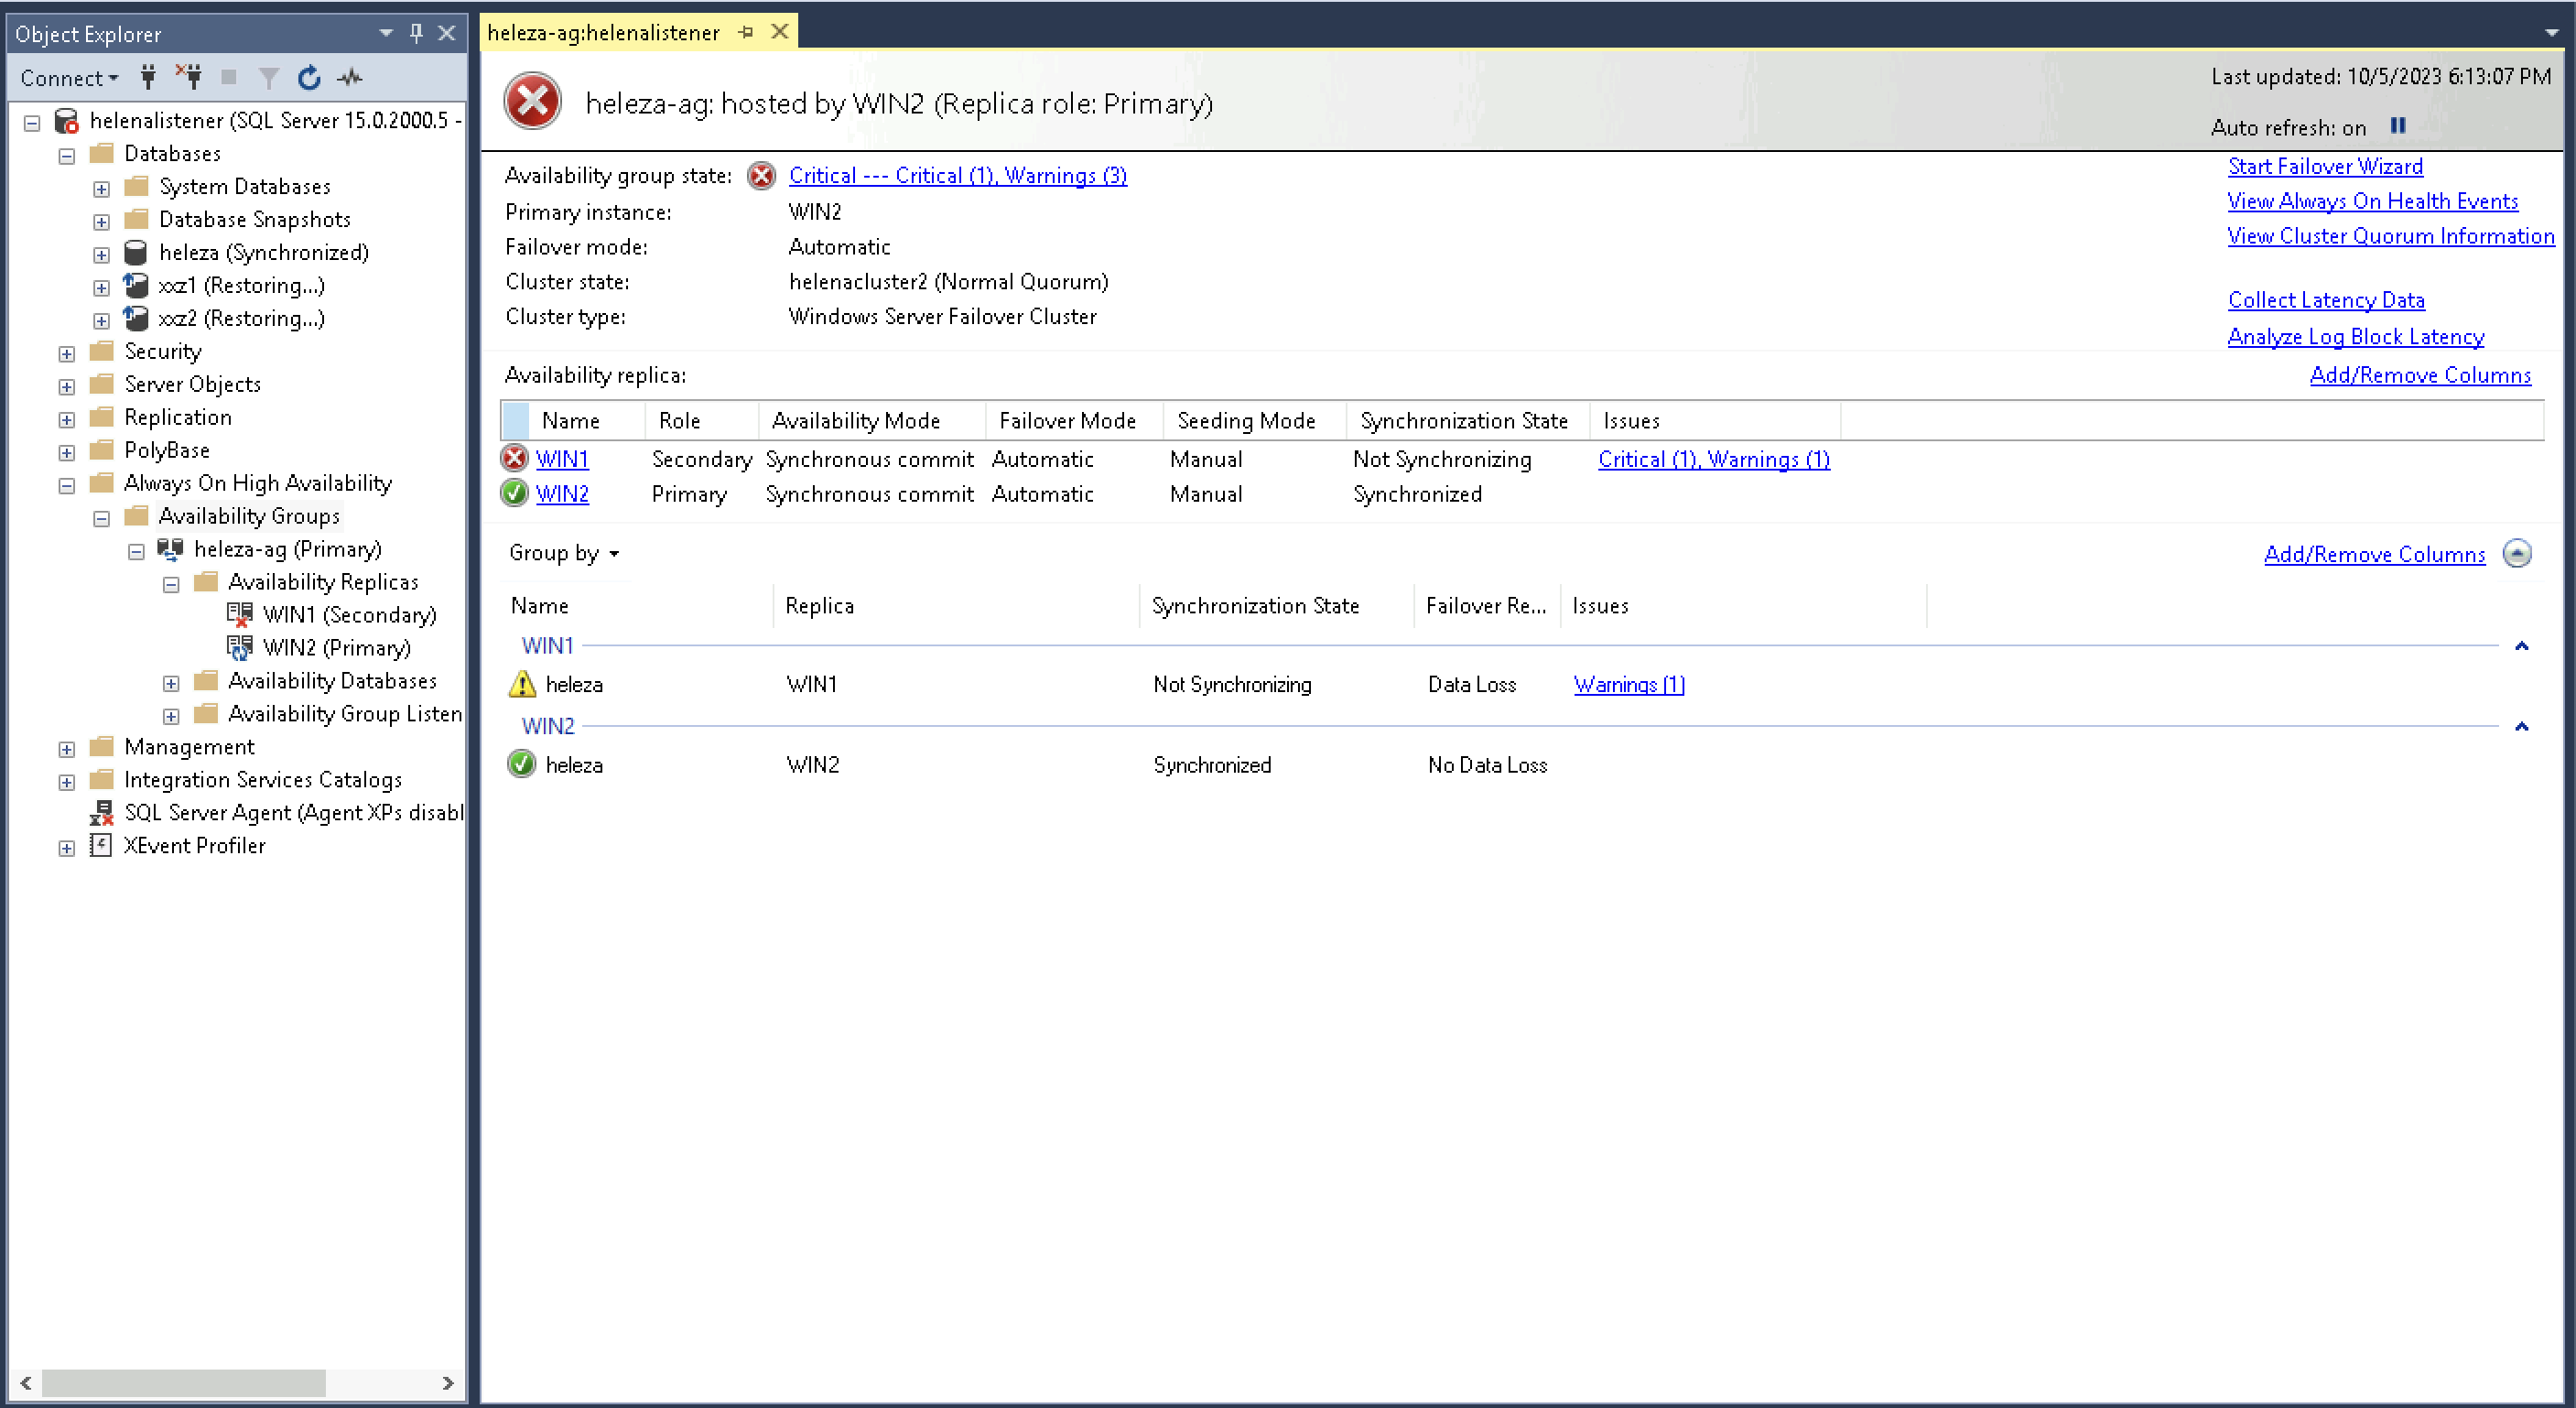 Object Explorer
Connect
helenalistener (SQL Server 15.0.2000.5 -
Databases
System Databases
Database Snapshots
heleza (Synchronized)
xxz1 (Restoring...)
xxz2 (Restoring...)
Security
Server Objects
Replication
PolyBase
Always On High Availability
Availability Groups
heleza-ag (Primary)
Availability Replicas
WIN1 (Secondary)
WIN2 (Primary)
Availability Databases
Availability Group Listen
Management
Integration Services Catalogs
SQL Server Agent (Agent XPs disabl
XEvent Profiler
heleza-ag:helenalistener
heleza-ag: hosted by WIN2 (Replica role: Primary)
Last updated: 10/5/2023 6:13:07 PM
Auto refresh: on
Availability group state: Critical --- Critical (1), Warnings (3)
Primary instance: WIN2
Failover mode: Automatic
Cluster state: helenacluster2 (Normal Quorum)
Cluster type: Windows Server Failover Cluster
Start Failover Wizard
View Always On Health Events
View Cluster Quorum Information
Collect Latency Data
Analyze Log Block Latency
Availability replica: Add/Remove Columns
Name Role Availability Mode Failover Mode Seeding Mode Synchronization State Issues
WIN1 Secondary Synchronous commit Automatic Manual Not Synchronizing Critical (1), Warnings (1)
WIN2 Primary Synchronous commit Automatic Manual Synchronized
Group by Add/Remove Columns
Name Replica Synchronization State Failover Re... Issues
WIN1
heleza WIN1 Not Synchronizing Data Loss Warnings (1)
WIN2
heleza WIN2 Synchronized No Data Loss